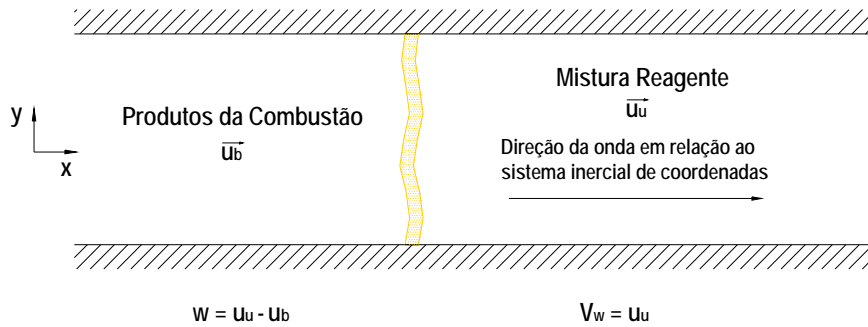 Mistura Reagente
uu
Produtos da Combustão
ub
Direção da onda em relação ao
sistema inercial de coordenadas
y
x
w = uu - ub
Vw = uu